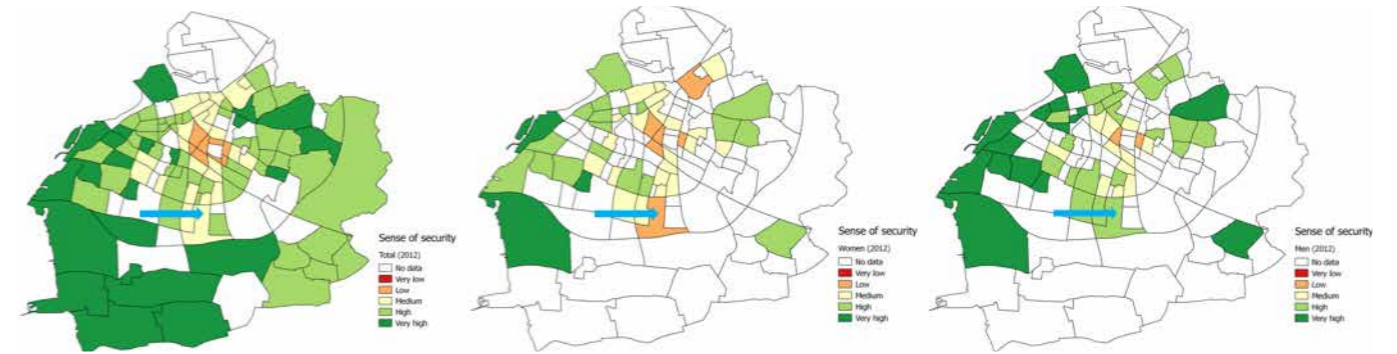 Sense of security
Total (2012)
No data
Very low
Low
Medium
High
Very high
Sense of security
Women (2012)
No data
Very low
Low
Medium
High
Very high
Sense of security
Men (2012)
No data
Very low
Low
Medium
High
Very high